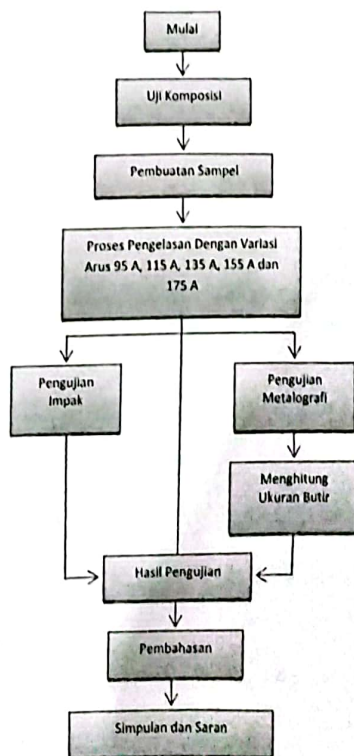 Mulai
Uji Komposisi
Pembuatan Sampel
Proses Pengelasan Dengan Variasi
Arus 95 A, 115 A, 135 A, 155 A dan
175 A
Pengujian
Impak
Pengujian
Metalografi
Menghitung
Ukuran Butir
Hasil Pengujian
Pembahasan
Simpulan dan Saran